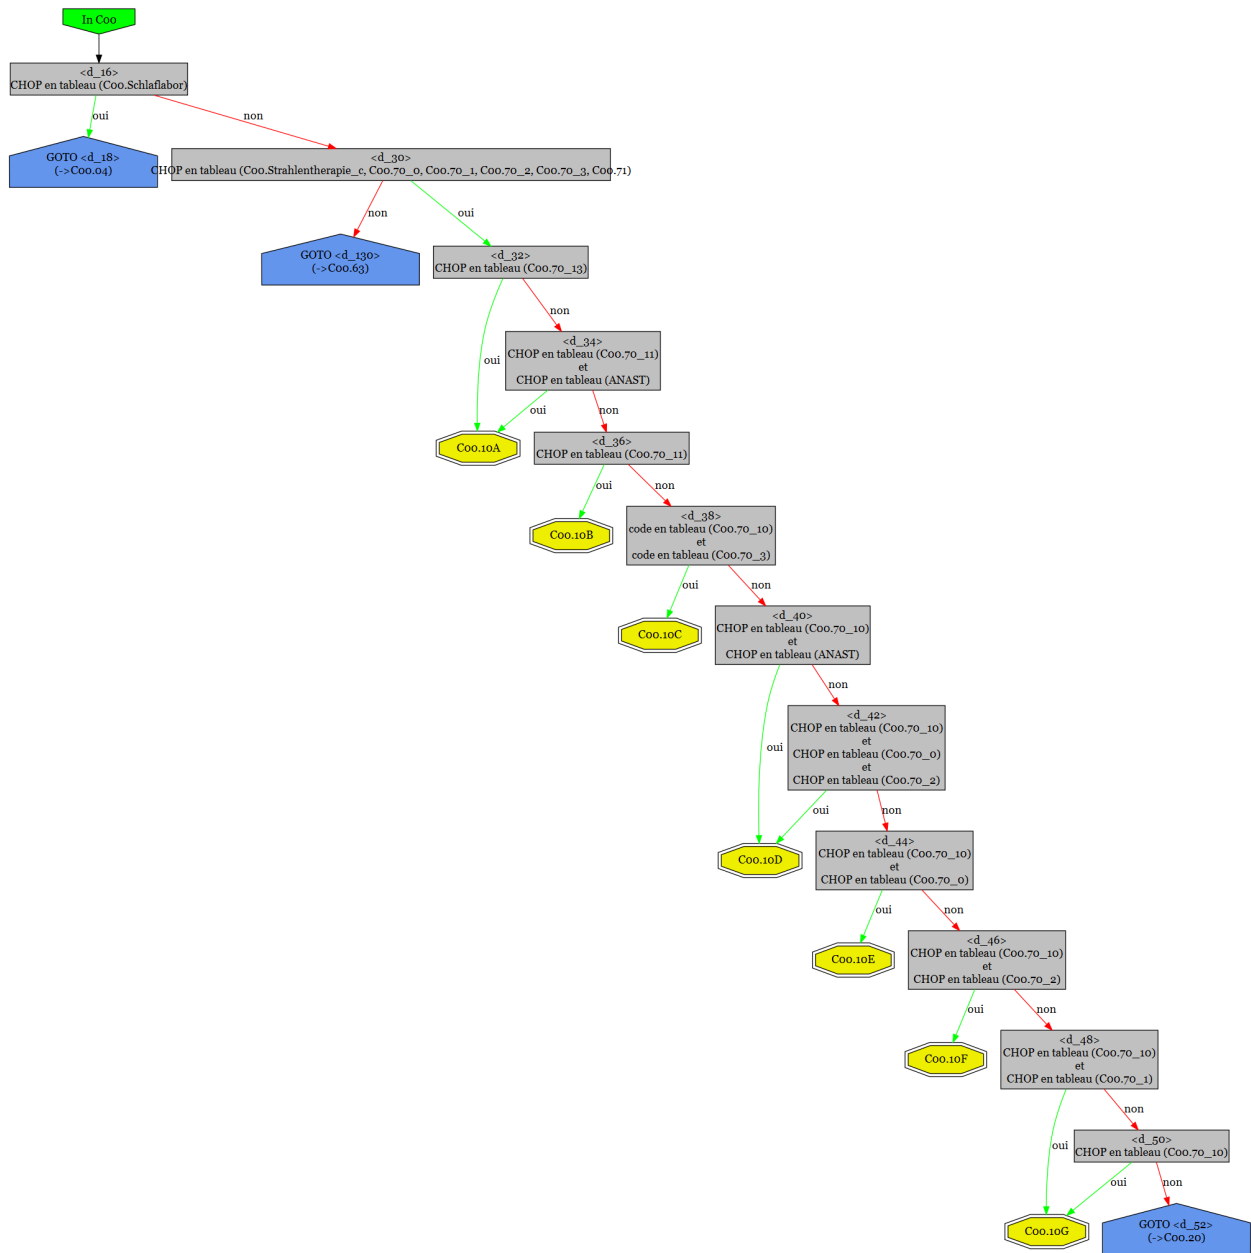 In C00
<d_16>
CHOP en tableau (C00.Schlaflabor)
oui
non
GOTO <d_18>
(->C00.04)
<d_30>
CHOP en tableau (C00.Strahlentherapie_c, C00.70_0, C00.70_1, C00.70_2, C00.70_3, C00.71)
non
oui
GOTO <d_130>
(->C00.63)
<d_32>
CHOP en tableau (C00.70_13)
non
<d_34>
CHOP en tableau (C00.70_11)
et
CHOP en tableau (ANAST)
oui
oui
non
C00.10A
<d_36>
CHOP en tableau (C00.70_11)
oui
non
C00.10B
<d_38>
code en tableau (C00.70_10)
et
code en tableau (C00.70_3)
oui
non
C00.10C
<d_40>
CHOP en tableau (C00.70_10)
et
CHOP en tableau (ANAST)
non
<d_42>
CHOP en tableau (C00.70_10)
et
CHOP en tableau (C00.70_0)
et
CHOP en tableau (C00.70_2)
oui
oui
non
C00.10D
<d_44>
CHOP en tableau (C00.70_10)
et
CHOP en tableau (C00.70_0)
oui
non
C00.10E
<d_46>
CHOP en tableau (C00.70_10)
et
CHOP en tableau (C00.70_2)
oui
non
C00.10F
<d_48>
CHOP en tableau (C00.70_10)
et
CHOP en tableau (C00.70_1)
non
<d_50>
CHOP en tableau (C00.70_10)
oui
oui
non
C00.10G
GOTO <d_52>
(->C00.20)